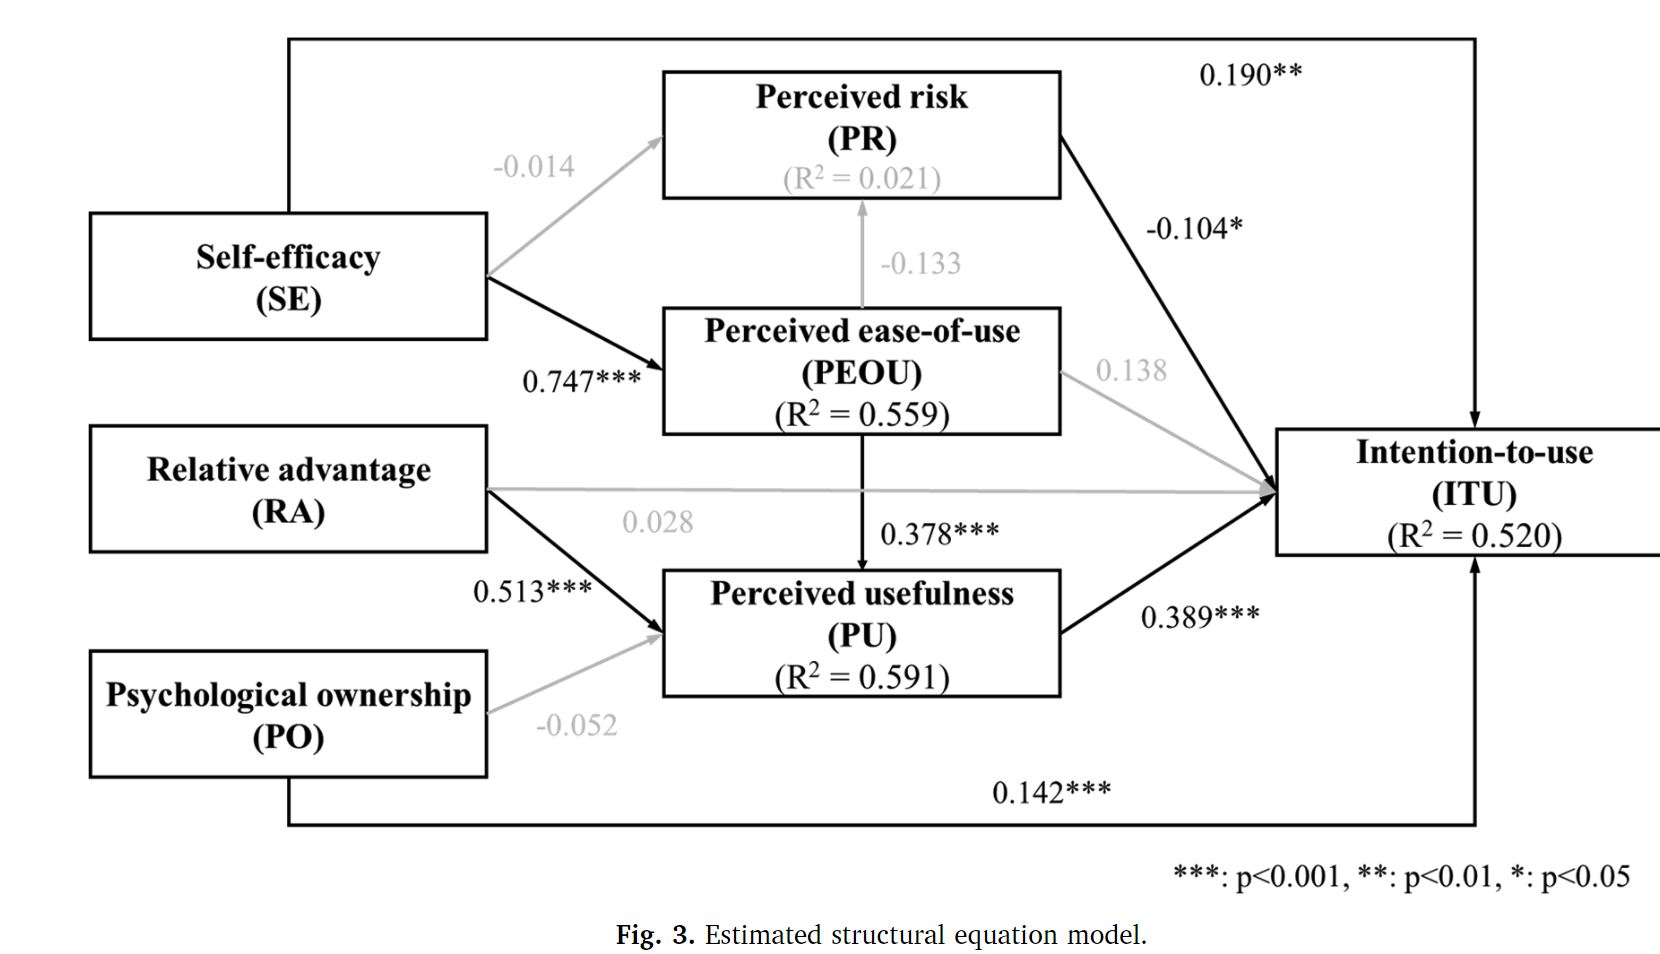 0.190**
Perceived risk
(PR)
(R² = 0.021)
-0.014
-0.104*
Self-efficacy
(SE)
-0.133
Perceived ease-of-use
(PEOU)
(R² = 0.559)
0.747***
0.138
Relative advantage
(RA)
Intention-to-use
(ITU)
(R² = 0.520)
0.028
0.378***
0.513***
Perceived usefulness
(PU)
(R² = 0.591)
0.389***
Psychological ownership
(PO)
-0.052
0.142***
***: p<0.001, **: p<0.01, *: p<0.05
Fig. 3. Estimated structural equation model.